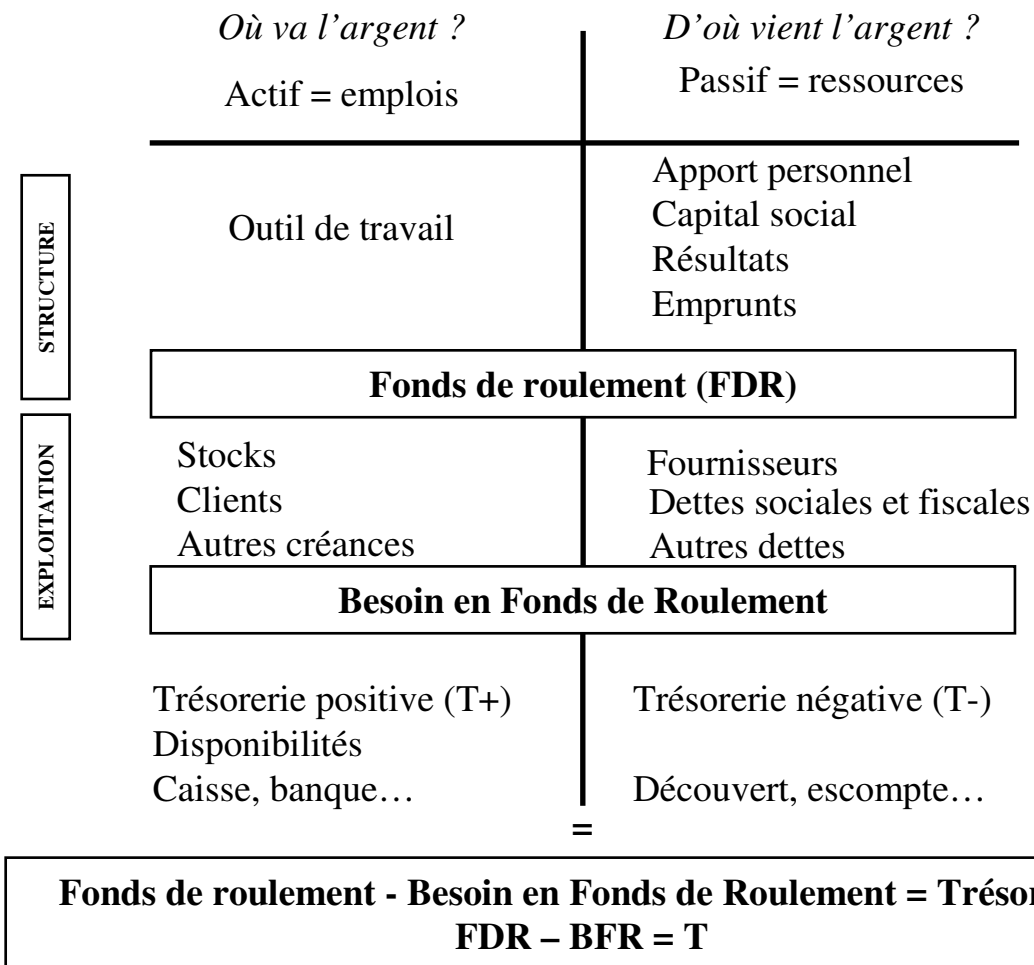 Où va l'argent ?
D'où vient l'argent ?
Actif = emplois
Passif = ressources
STRUCTURE
Outil de travail
Apport personnel
Capital social
Résultats
Emprunts
Fonds de roulement (FDR)
EXPLOITATION
Stocks
Clients
Autres créances
Fournisseurs
Dettes sociales et fiscales
Autres dettes
Besoin en Fonds de Roulement
Trésorerie positive (T+)
Disponibilités
Caisse, banque…
Trésorerie négative (T-)
Découvert, escompte…
=
Fonds de roulement - Besoin en Fonds de Roulement =
FDR – BFR = T